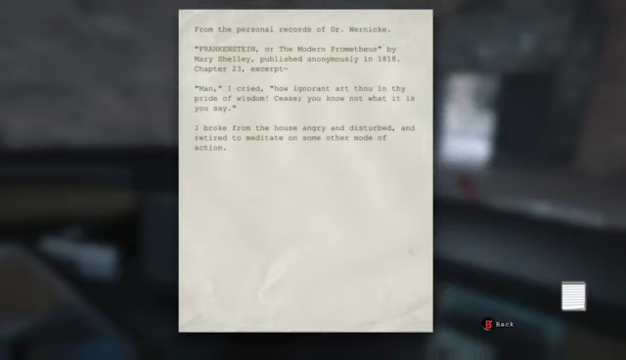 From the personal records of Dr. Wernicke.
"FRANKENSTEIN, or The Modern Prometheus" by
Mary Shelley, published anonymously in 1818.
Chapter 23, excerpt—
"Man," I cried, "how ignorant art thou in thy
pride of wisdom! Cease; you know not what it is
you say."
I broke from the house angry and disturbed, and
retired to meditate on some other mode of
action.
B Back